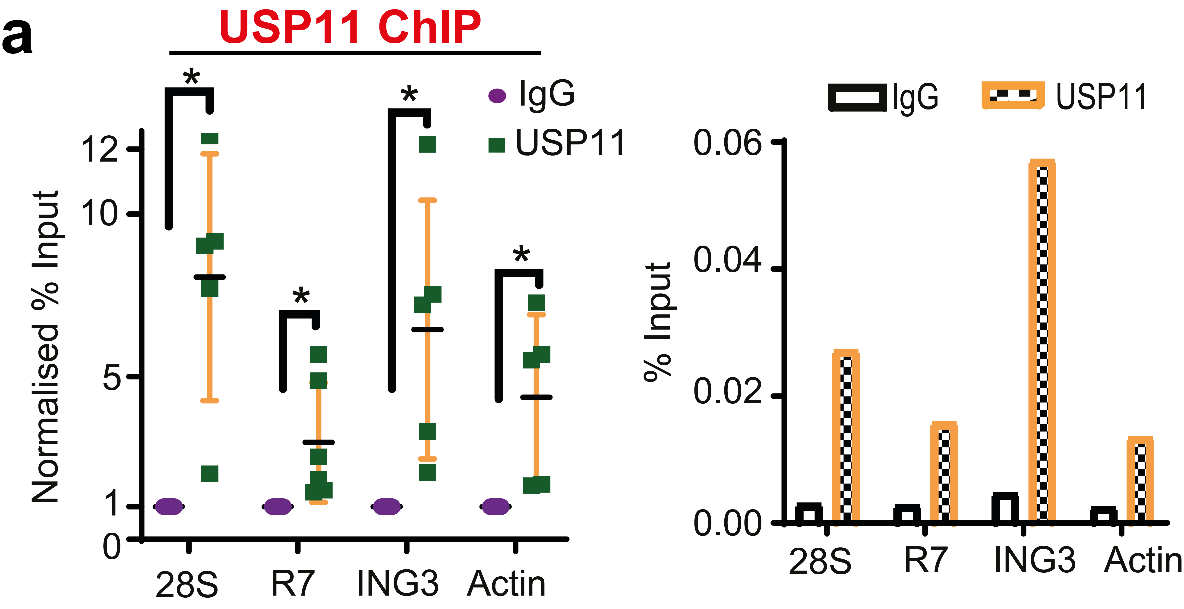 a
USP11 ChIP
* * * *
IgG
USP11
Normalised % Input
12
10
5
1
0
28S R7 ING3 Actin
IgG USP11
% Input
0.06
0.04
0.02
0.00
28S R7 ING3 Actin